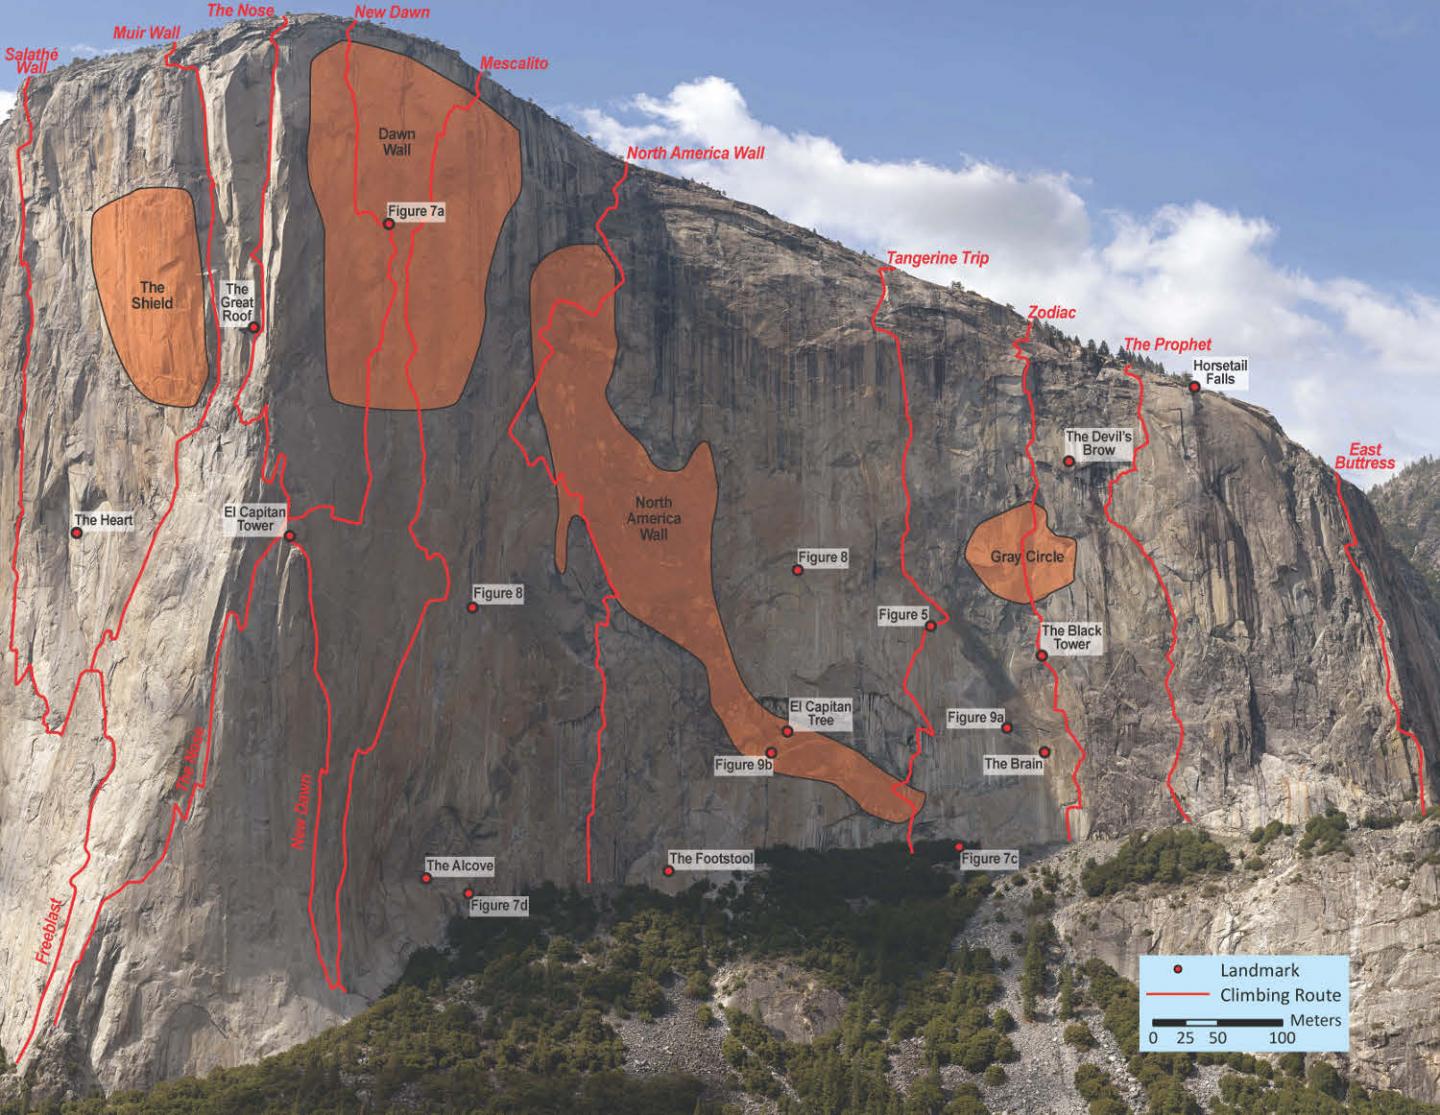 The Nose
New Dawn
Muir Wall
Salathé
Wall
Mescalito
Dawn
Wall
North America Wall
Figure 7a
Tangerine Trip
The
Shield
The
Great
Roof
Zodiac
The Prophet
Horsetail
Falls
The Devil's
Brow
East
Buttress
The Heart
El Capitan
Tower
North
America
Wall
Gray Circle
Figure 8
Figure 8
Figure 5
The Black
Tower
El Capitan
Tree
Figure 9a
The Nose
Figure 9b
The Brain
New Dawn
The Alcove
The Footstool
Figure 7c
Figure 7d
Freeblast
Landmark
Climbing Route
Meters
0 25 50 100